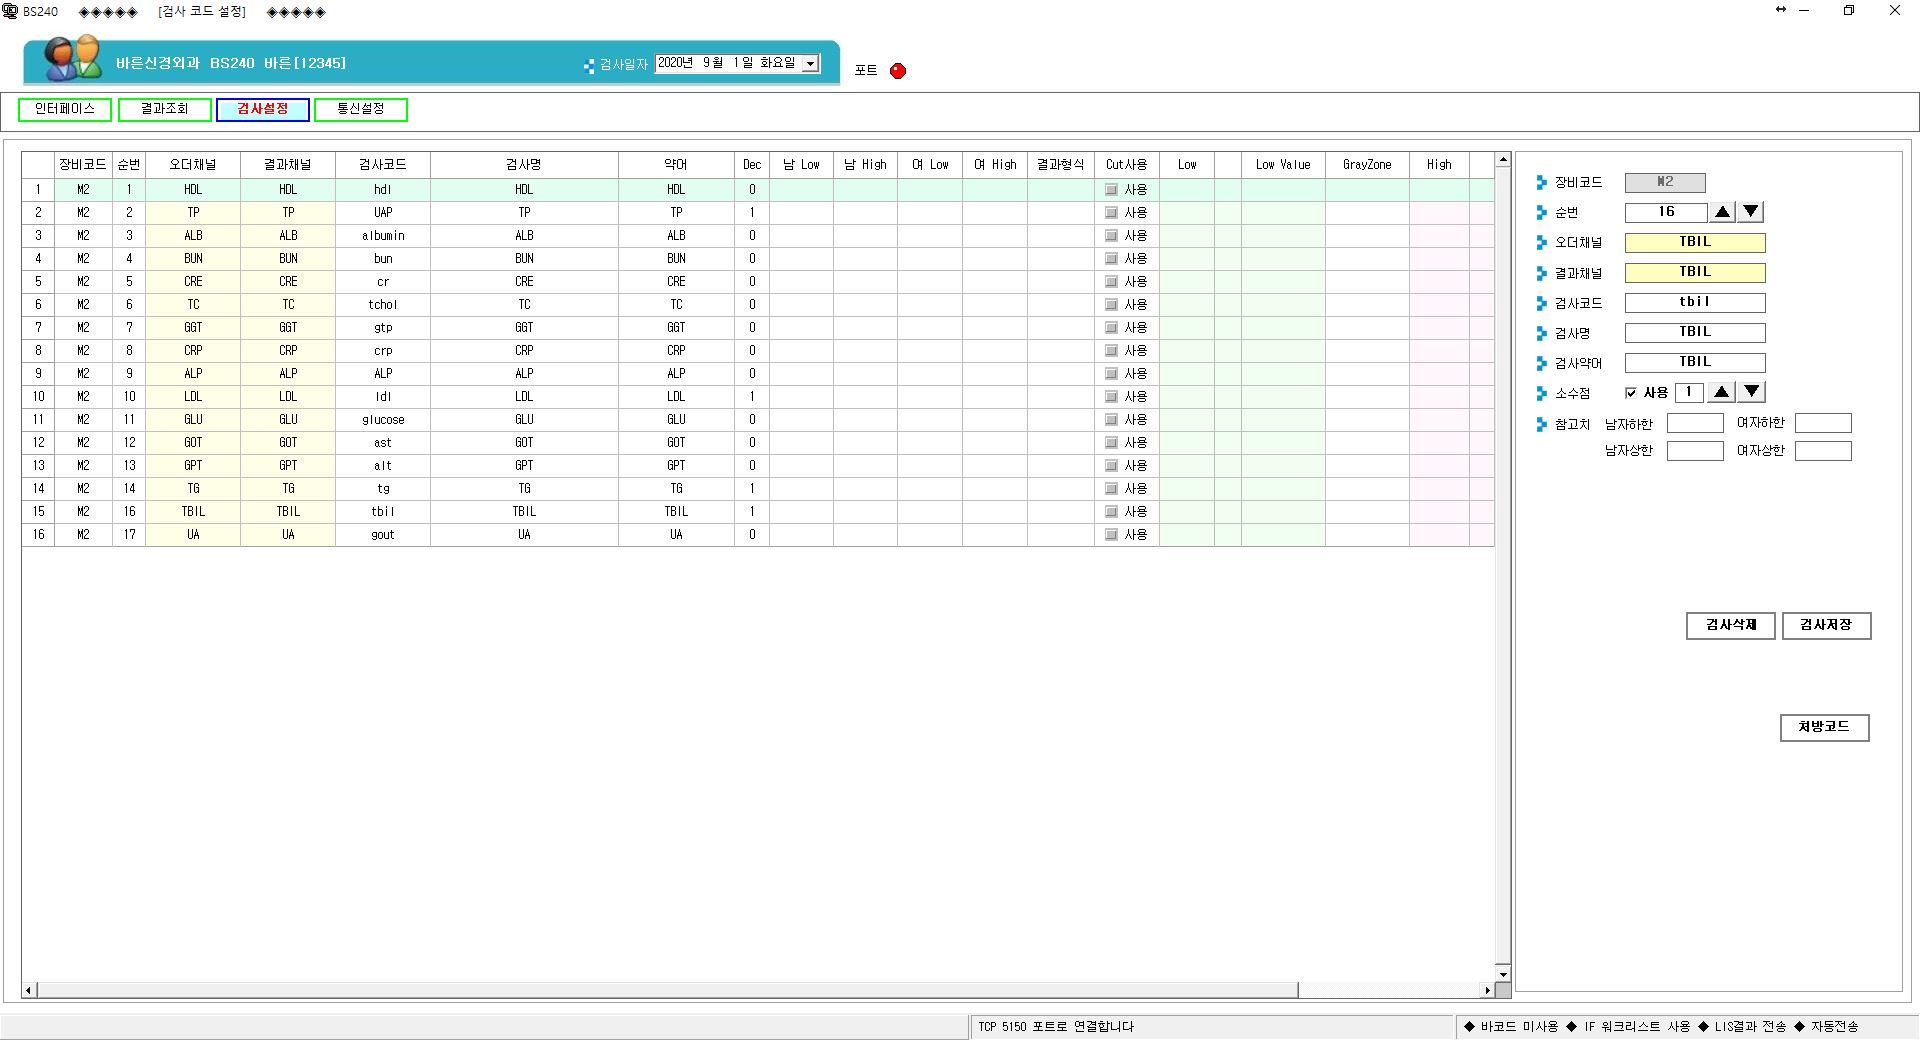 BS240 ◈◈◈◈◈ [검사 코드 설정] ◈◈◈◈◈
바른신경외과 BS240 바른[12345] 검사일자 2020년 9월 1일 화요일 포트
인터페이스 결과조회 검사설정 통신설정
장비코드 순번 오더채널 결과채널 검사코드 검사명 약어 Dec 남 Low 남 High 여 Low 여 High 결과형식 Cut사용 Low Low Value GrayZone High
1 M2 1 HDL HDL hdl HDL HDL 0 사용
2 M2 2 TP TP UAP TP TP 1 사용
3 M2 3 ALB ALB albumin ALB ALB 0 사용
4 M2 4 BUN BUN bun BUN BUN 0 사용
5 M2 5 CRE CRE cr CRE CRE 0 사용
6 M2 6 TC TC tchol TC TC 0 사용
7 M2 7 GGT GGT gtp GGT GGT 0 사용
8 M2 8 CRP CRP crp CRP CRP 0 사용
9 M2 9 ALP ALP ALP ALP ALP 0 사용
10 M2 10 LDL LDL ldl LDL LDL 1 사용
11 M2 11 GLU GLU glucose GLU GLU 0 사용
12 M2 12 GOT GOT ast GOT GOT 0 사용
13 M2 13 GPT GPT alt GPT GPT 0 사용
14 M2 14 TG TG tg TG TG 1 사용
15 M2 16 TBIL TBIL tbil TBIL TBIL 1 사용
16 M2 17 UA UA gout UA UA 0 사용
장비코드 M2
순번 16
오더채널 TBIL
결과채널 TBIL
검사코드 tbil
검사명 TBIL
검사약어 TBIL
소수점 사용 1
참고치 남자하한 여자하한
남자상한 여자상한
검사삭제 검사저장
처방코드
TCP 5150 포트로 연결합니다 ◆ 바코드 미사용 ◆ IF 워크리스트 사용 ◆ LIS결과 전송 ◆ 자동전송